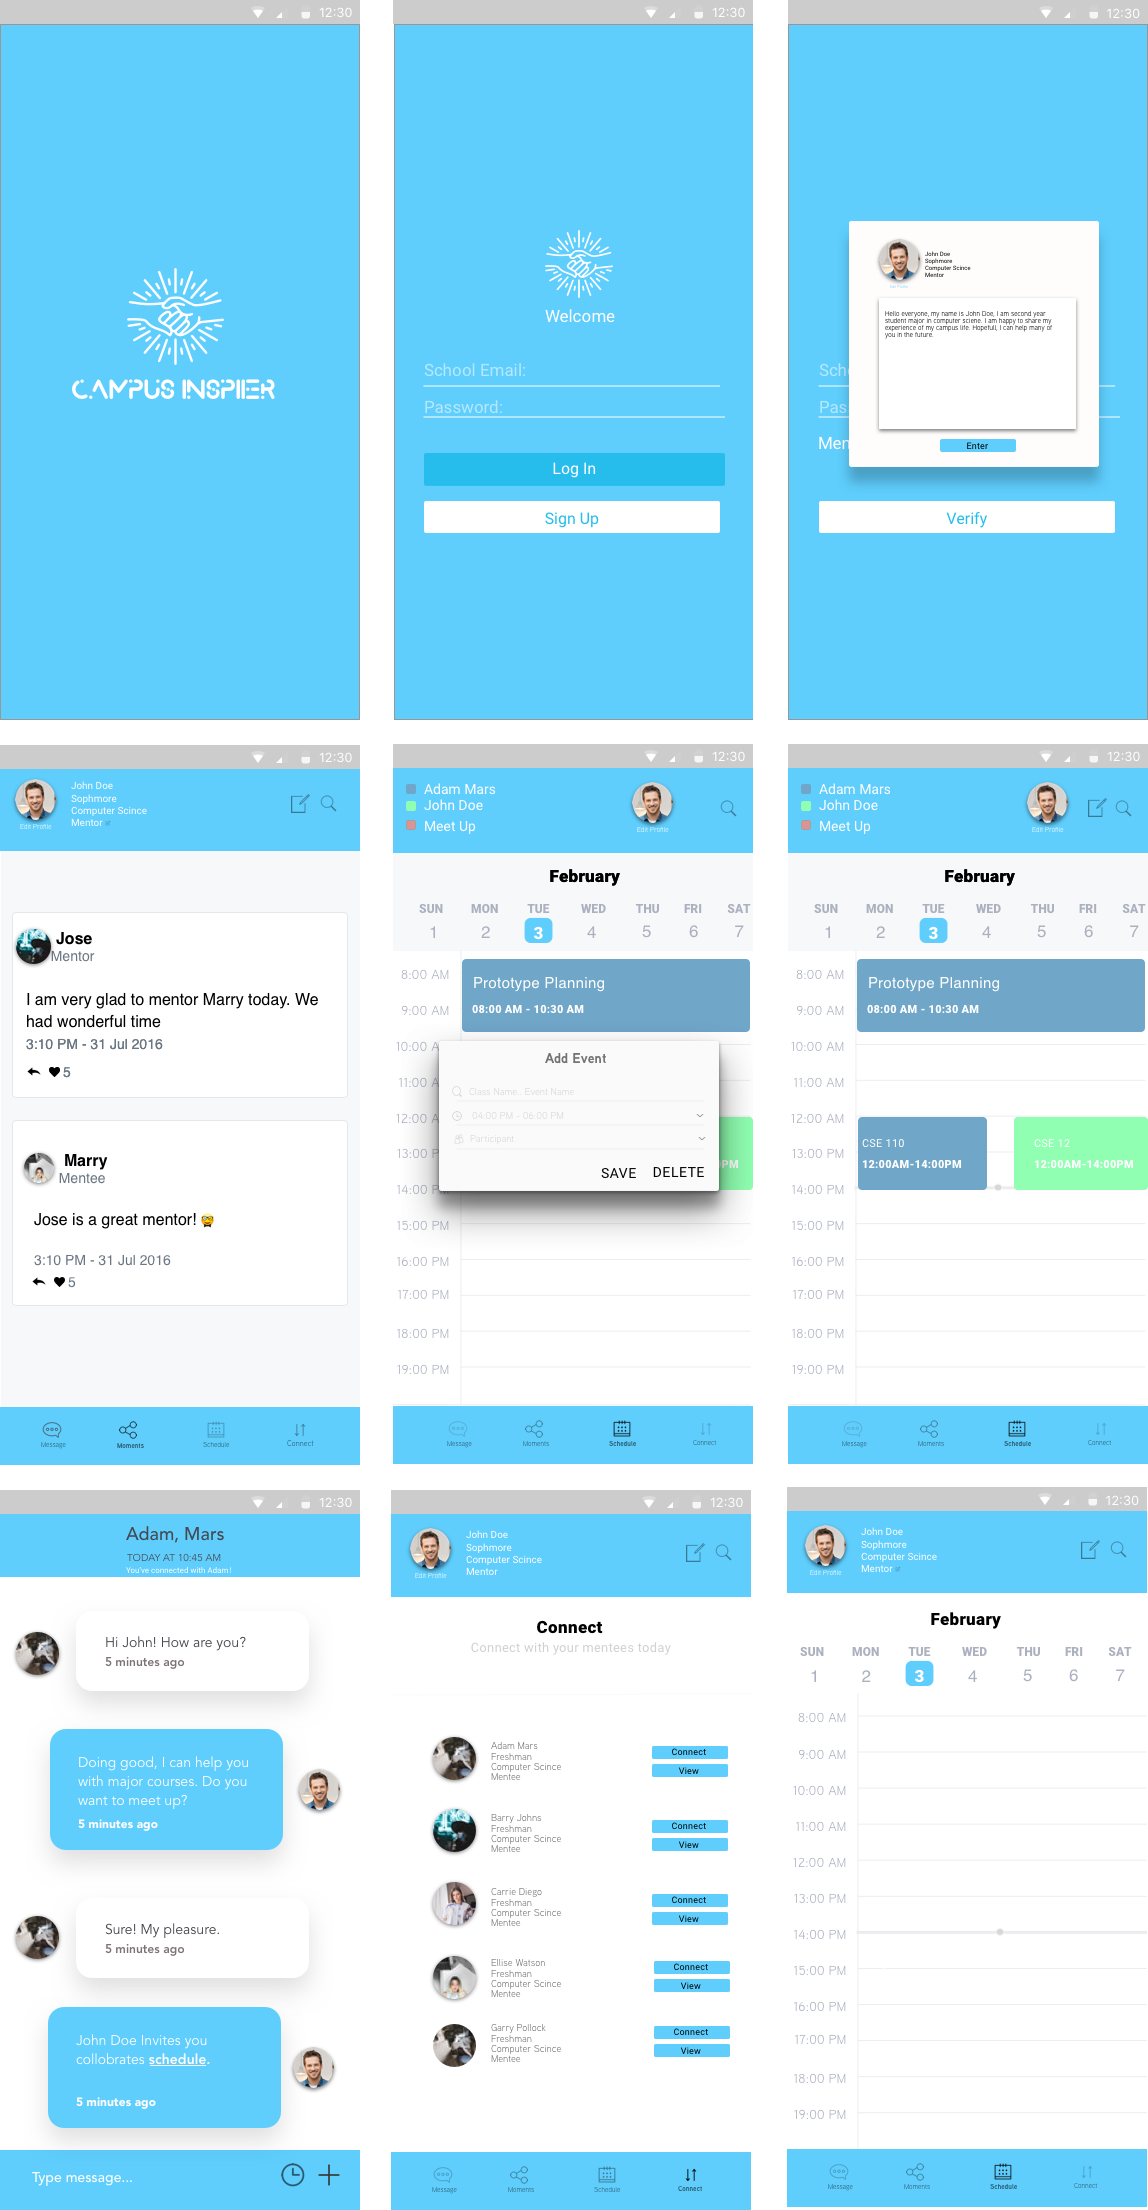 12:30
CAMPUS INSPIER
12:30
Welcome
School Email:
Password:
Log In
Sign Up
12:30
John Doe
Sophmore
Computer Scince
Mentor
Edit Profile
Hello everyone, my name is John Doe, I am second year
student major in computer sciene. I am happy to share my
experience of my campus life. Hopefull, I can help many of
you in the future.
Enter
Scho
Pas
Men
Verify
12:30
John Doe
Sophmore
Computer Scince
Mentor
Edit Profile
Jose
Mentor
I am very glad to mentor Marry today. We
had wonderful time
3:10 PM - 31 Jul 2016
5
Marry
Mentee
Jose is a great mentor!
3:10 PM - 31 Jul 2016
5
Message
Moments
Schedule
Connect
12:30
Adam Mars
John Doe
Meet Up
Edit Profile
February
SUN MON TUE WED THU FRI SAT
1 2 3 4 5 6 7
8:00 AM
Prototype Planning
08:00 AM - 10:30 AM
9:00 AM
10:00 A
Add Event
11:00 A
Class Name.. Event Name
12:00 A
04:00 PM - 06:00 PM
Participant
13:00 P
PM
SAVE DELETE
14:00 P
15:00 PM
16:00 PM
17:00 PM
18:00 PM
19:00 PM
Message
Moments
Schedule
Connect
12:30
Adam Mars
John Doe
Meet Up
Edit Profile
February
SUN MON TUE WED THU FRI SAT
1 2 3 4 5 6 7
8:00 AM
Prototype Planning
08:00 AM - 10:30 AM
9:00 AM
10:00 AM
11:00 AM
12:00 AM
CSE 110
12:00AM-14:00PM
CSE 12
12:00AM-14:00PM
13:00 PM
14:00 PM
15:00 PM
16:00 PM
17:00 PM
18:00 PM
19:00 PM
Message
Moments
Schedule
Connect
12:30
Adam, Mars
TODAY AT 10:45 AM
You've connected with Adam!
Hi John! How are you?
5 minutes ago
Doing good, I can help you
with major courses. Do you
want to meet up?
5 minutes ago
Sure! My pleasure.
5 minutes ago
John Doe Invites you
collobrates schedule.
5 minutes ago
Type message...
12:30
John Doe
Sophmore
Computer Scince
Mentor
Edit Profile
Connect
Connect with your mentees today
Adam Mars
Freshman
Computer Scince
Mentee
Connect
View
Barry Johns
Freshman
Computer Scince
Mentee
Connect
View
Carrie Diego
Freshman
Computer Scince
Mentee
Connect
View
Ellise Watson
Freshman
Computer Scince
Mentee
Connect
View
Garry Pollock
Freshman
Computer Scince
Mentee
Connect
View
Message
Moments
Schedule
Connect
12:30
John Doe
Sophmore
Computer Scince
Mentor
Edit Profile
February
SUN MON TUE WED THU FRI SAT
1 2 3 4 5 6 7
8:00 AM
9:00 AM
10:00 AM
11:00 AM
12:00 AM
13:00 PM
14:00 PM
15:00 PM
16:00 PM
17:00 PM
18:00 PM
19:00 PM
Message
Moments
Schedule
Connect